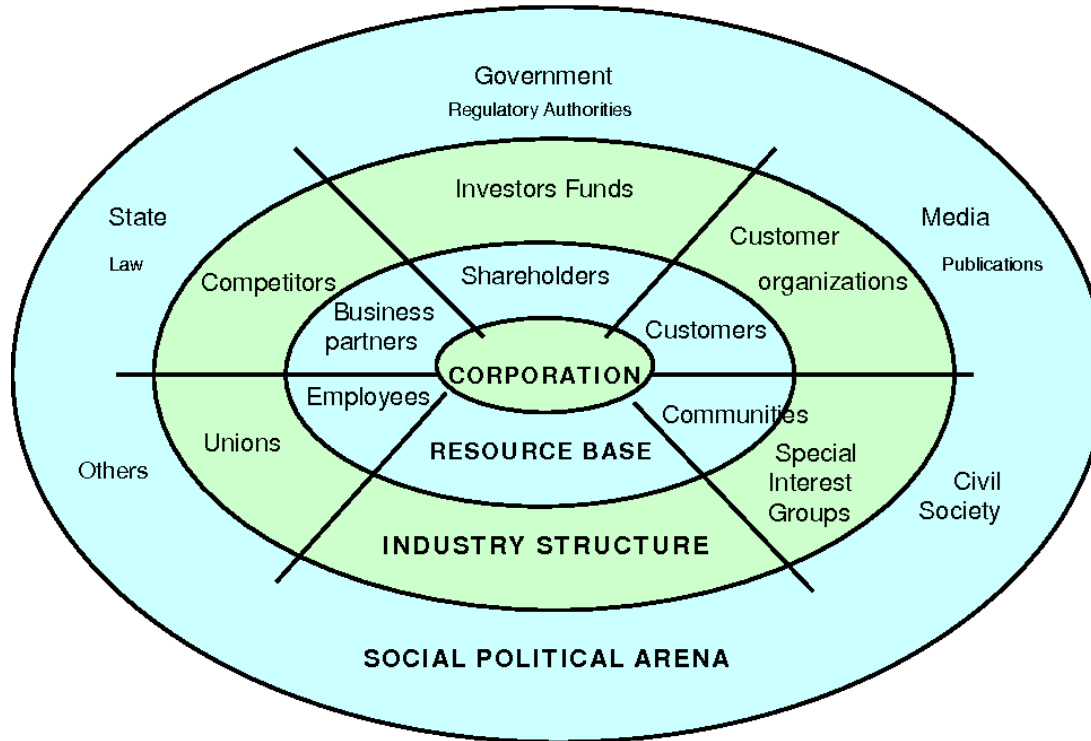 Government
Regulatory Authorities
Investors Funds
State
Law
Media
Publications
Customer
organizations
Competitors
Shareholders
Business
partners
Customers
CORPORATION
Employees
Communities
RESOURCE BASE
Unions
Special
Interest
Groups
Others
Civil
Society
INDUSTRY STRUCTURE
SOCIAL POLITICAL ARENA